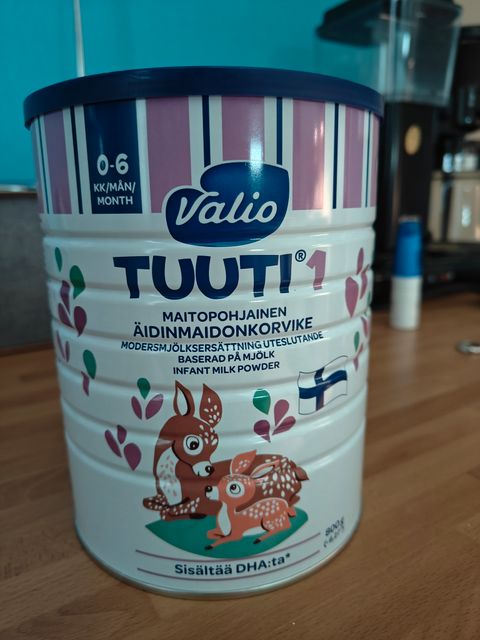 0-6
KK/MÅN/
MONTH
Valio
TUUTI® 1
MAITOPOHJAINEN
ÄIDINMAIDONKORVIKE
MODERSMJÖLKSERSÄTTNING UTESLUTANDE
BASERAD PÅ MJÖLK
INFANT MILK POWDER
900g
Sisältää DHA:ta*